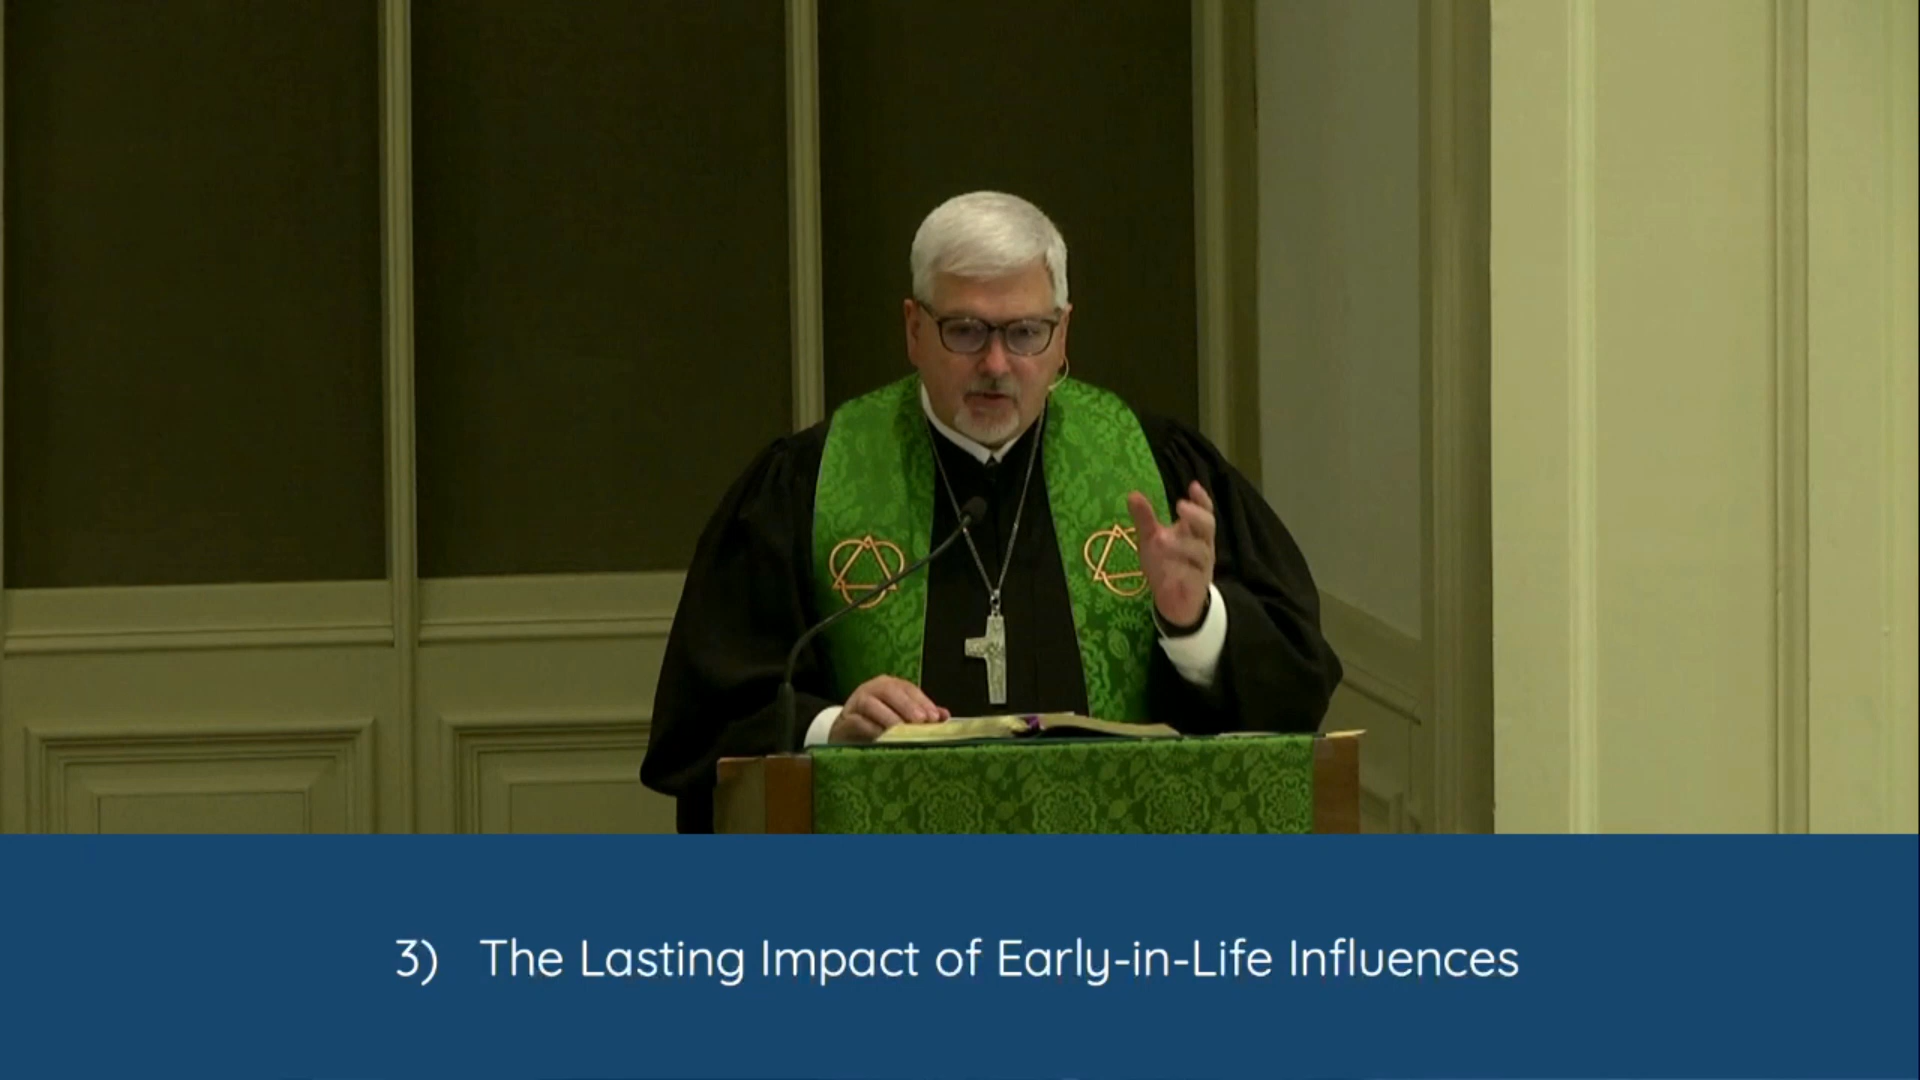 3) The Lasting Impact of Early-in-Life Influences